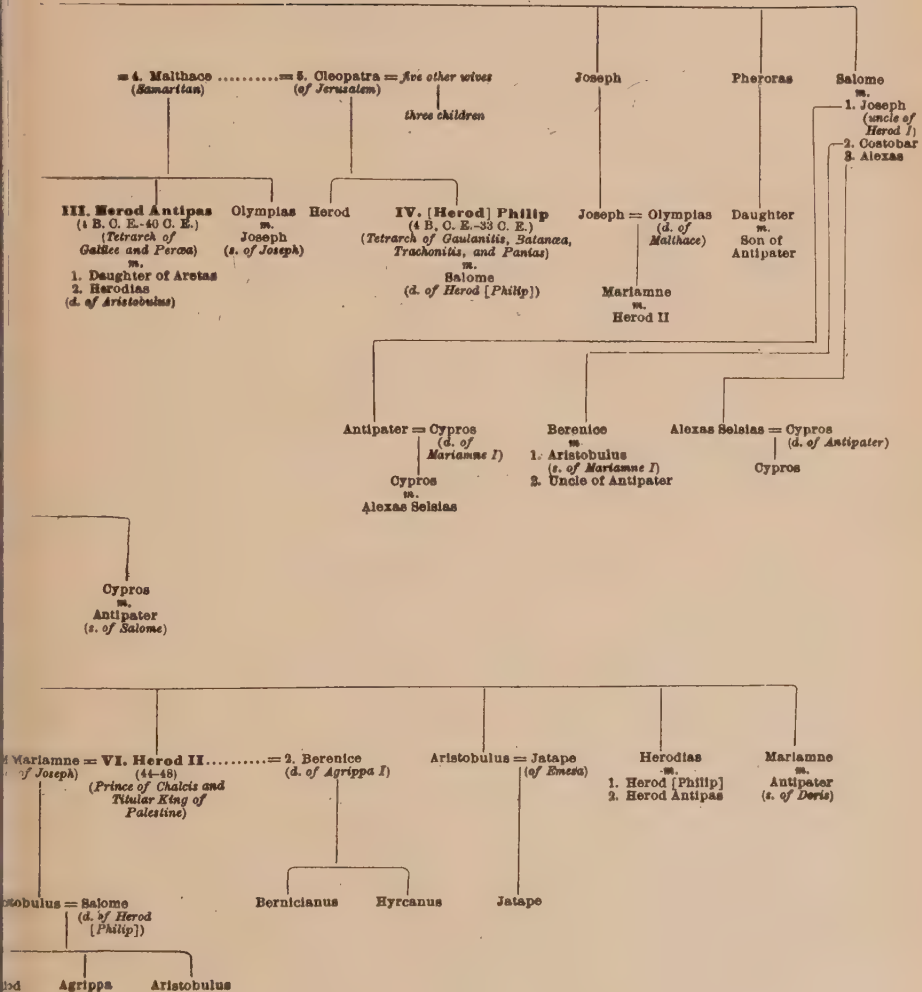 = 4. Malthace .......... = 5. Cleopatra = five other wives
(Samaritan)
(of Jerusalem)
three children
Joseph
Pheroras
Salome
m.
1. Joseph
(uncle of
Herod I)
2. Costobar
3. Alexas
III. Herod Antipas
(4 B. C. E.-40 C. E.)
(Tetrarch of
Galilee and Peræa)
m.
1. Daughter of Aretas
2. Herodias
(d. of Aristobulus)
Olympias
m.
Joseph
(s. of Joseph)
Herod
IV. [Herod] Philip
(4 B. C. E.-33 C. E.)
(Tetrarch of Gaulanitis, Batanæa,
Trachonitis, and Panias)
m.
Salome
(d. of Herod [Philip])
Joseph = Olympias
(d. of
Malthace)
Mariamne
m.
Herod II
Daughter
m.
Son of
Antipater
Antipater = Cypros
(d. of
Mariamne I)
Cypros
m.
Alexas Selsias
Berenice
m.
1. Aristobulus
(s. of Mariamne I)
2. Uncle of Antipater
Alexas Selsias = Cypros
(d. of Antipater)
Cypros
Cypros
m.
Antipater
(s. of Salome)
Mariamne = VI. Herod II .......... = 2. Berenice
of Joseph)
(44-48)
(Prince of Chalcis and
Titular King of
Palestine)
(d. of Agrippa I)
Aristobulus = Jatape
(of Emesa)
Herodias
m.
1. Herod [Philip]
2. Herod Antipas
Mariamne
m.
Antipater
(s. of Doris)
tobulus = Salome
(d. of Herod
[Philip])
Bernicianus
Hyrcanus
Jatape
Agrippa
Aristobulus